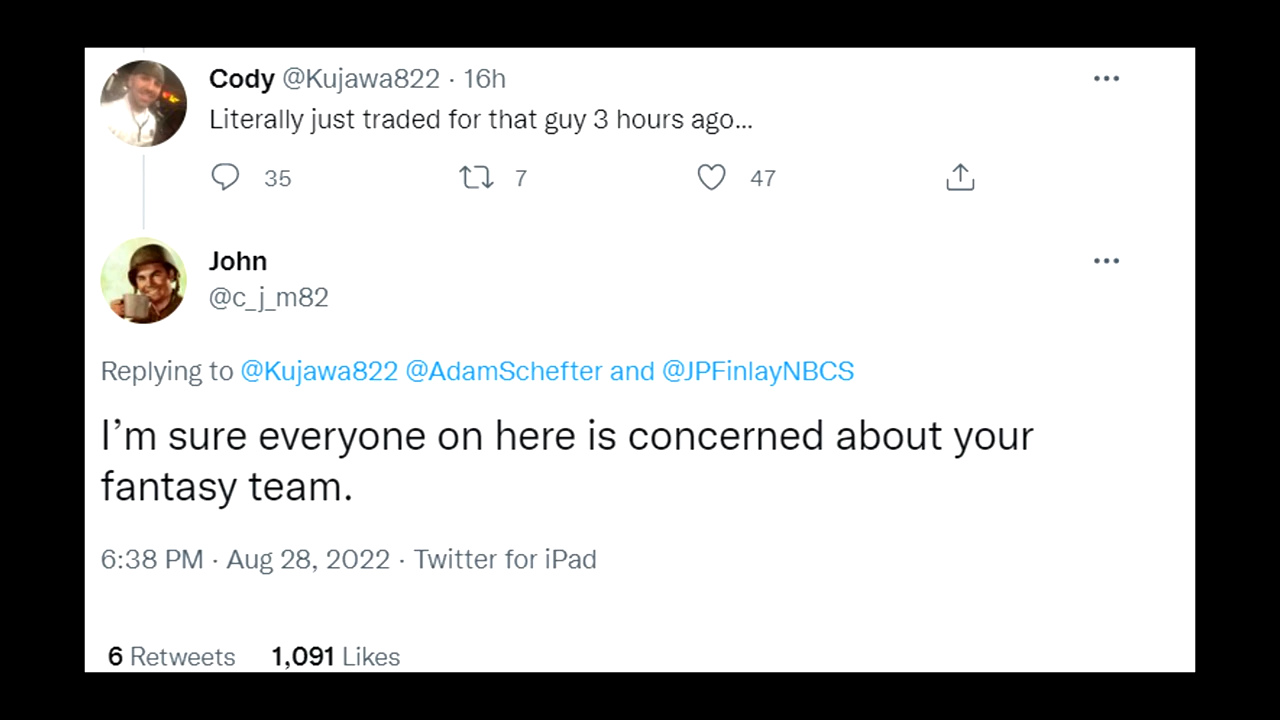 Cody @Kujawa822 · 16h
Literally just traded for that guy 3 hours ago...
35 7 47
John
@c_j_m82
Replying to @Kujawa822 @AdamSchefter and @JPFinlayNBCS
I’m sure everyone on here is concerned about your
fantasy team.
6:38 PM · Aug 28, 2022 · Twitter for iPad
6 Retweets 1,091 Likes